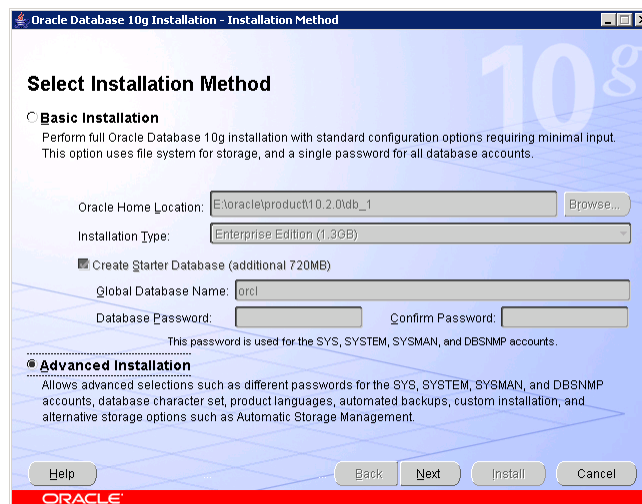 Oracle Database 10g Installation - Installation Method
10g
Select Installation Method
Basic Installation
Perform full Oracle Database 10g installation with standard configuration options requiring minimal input.
This option uses file system for storage, and a single password for all database accounts.
Oracle Home Location: E:\oracle\product\10.2.0\db_1 Browse...
Installation Type: Enterprise Edition (1.3GB)
Create Starter Database (additional 720MB)
Global Database Name: orcl
Database Password: Confirm Password:
This password is used for the SYS, SYSTEM, SYSMAN, and DBSNMP accounts.
Advanced Installation
Allows advanced selections such as different passwords for the SYS, SYSTEM, SYSMAN, and DBSNMP
accounts, database character set, product languages, automated backups, custom installation, and
alternative storage options such as Automatic Storage Management.
Help Back Next Install Cancel
ORACLE